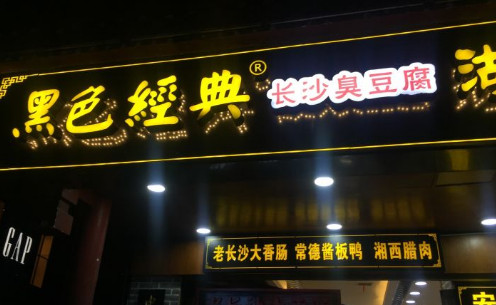 黑色經典® 长沙臭豆腐
老长沙大香肠 常德酱板鸭 湘西腊肉
GAP